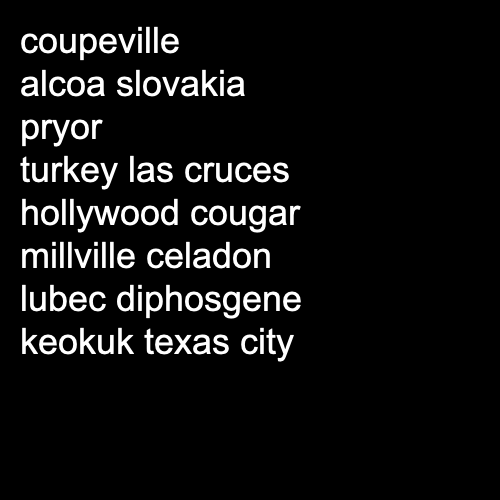 coupeville
alcoa slovakia
pryor
turkey las cruces
hollywood cougar
millville celadon
lubec diphosgene
keokuk texas city